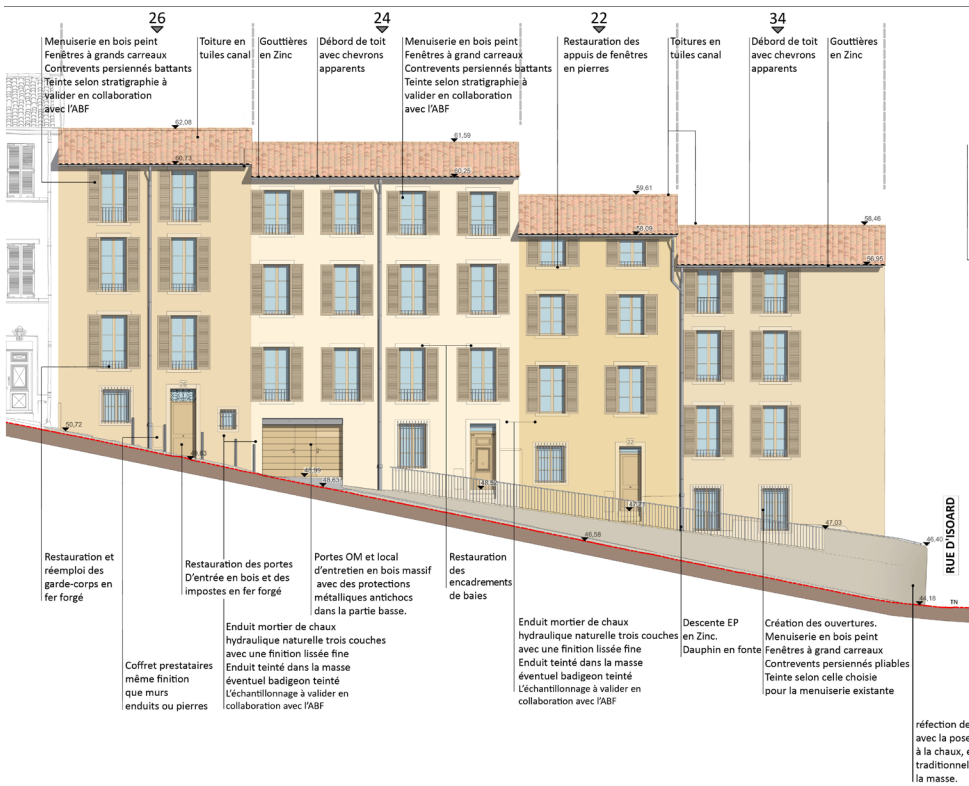 26
24
22
34
Menuiserie en bois peint
Fenêtres à grands carreaux
Contrevents persiennés battants
Teinte selon stratigraphie à
valider en collaboration
avec l'ABF
Toiture en
tuiles canal
Gouttières
en Zinc
Débord de toit
avec chevrons
apparents
Menuiserie en bois peint
Fenêtres à grand carreaux
Contrevents persiennés battants
Teinte selon stratigraphie à
valider en collaboration
avec l'ABF
Restauration des
appuis de fenêtres
en pierres
Toitures en
tuiles canal
Débord de toit
avec chevrons
apparents
Gouttières
en Zinc
62,08
60,73
61,59
60,25
59,61
58,09
58,46
56,95
50,72
49,63
48,99
48,63
46,58
47,03
46,40
44,18
TN
22
RUE D'ISOARD
Restauration et
réemploi des
garde-corps en
fer forgé
Restauration des portes
D'entrée en bois et des
impostes en fer forgé
Portes OM et local
d'entretien en bois massif
avec des protections
métalliques antichocs
dans la partie basse.
Restauration
des
encadrements
de baies
Coffret prestataires
même finition
que murs
enduits ou pierres
Enduit mortier de chaux
hydraulique naturelle trois couches
avec une finition lissée fine
Enduit teinté dans la masse
éventuel badigeon teinté
L'échantillonnage à valider en
collaboration avec l'ABF
Enduit mortier de chaux
hydraulique naturelle trois couches
avec une finition lissée fine
Enduit teinté dans la masse
éventuel badigeon teinté
L'échantillonnage à valider en
collaboration avec l'ABF
Descente EP
en Zinc.
Dauphin en fonte
Création des ouvertures.
Menuiserie en bois peint
Fenêtres à grand carreaux
Contrevents persiennés pliables
Teinte selon celle choisie
pour la menuiserie existante
réfection de
avec la pose
à la chaux, e
traditionnel
la masse.